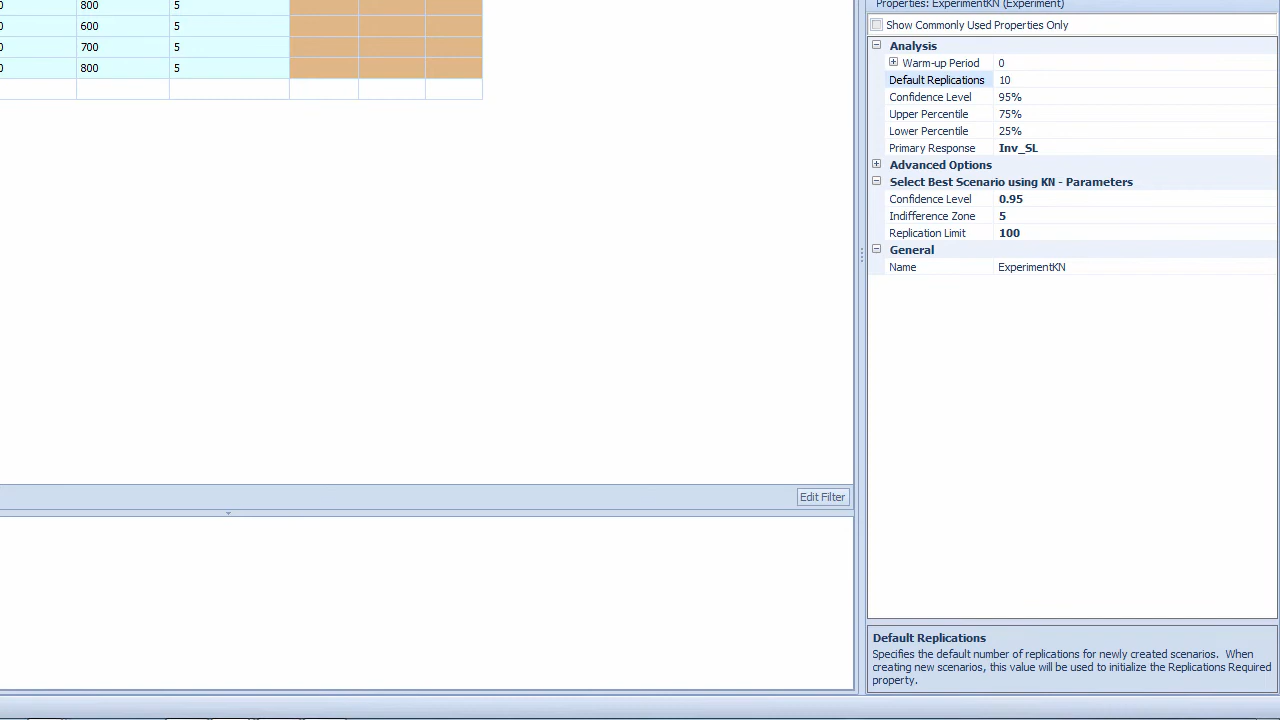 Properties: ExperimentKN (Experiment)
800 5
Show Commonly Used Properties Only
0 600 5
0 700 5
0 800 5
Analysis
Warm-up Period 0
Default Replications 10
Confidence Level 95%
Upper Percentile 75%
Lower Percentile 25%
Primary Response Inv_SL
Advanced Options
Select Best Scenario using KN - Parameters
Confidence Level 0.95
Indifference Zone 5
Replication Limit 100
General
Name ExperimentKN
Edit Filter
Default Replications
Specifies the default number of replications for newly created scenarios. When
creating new scenarios, this value will be used to initialize the Replications Required
property.